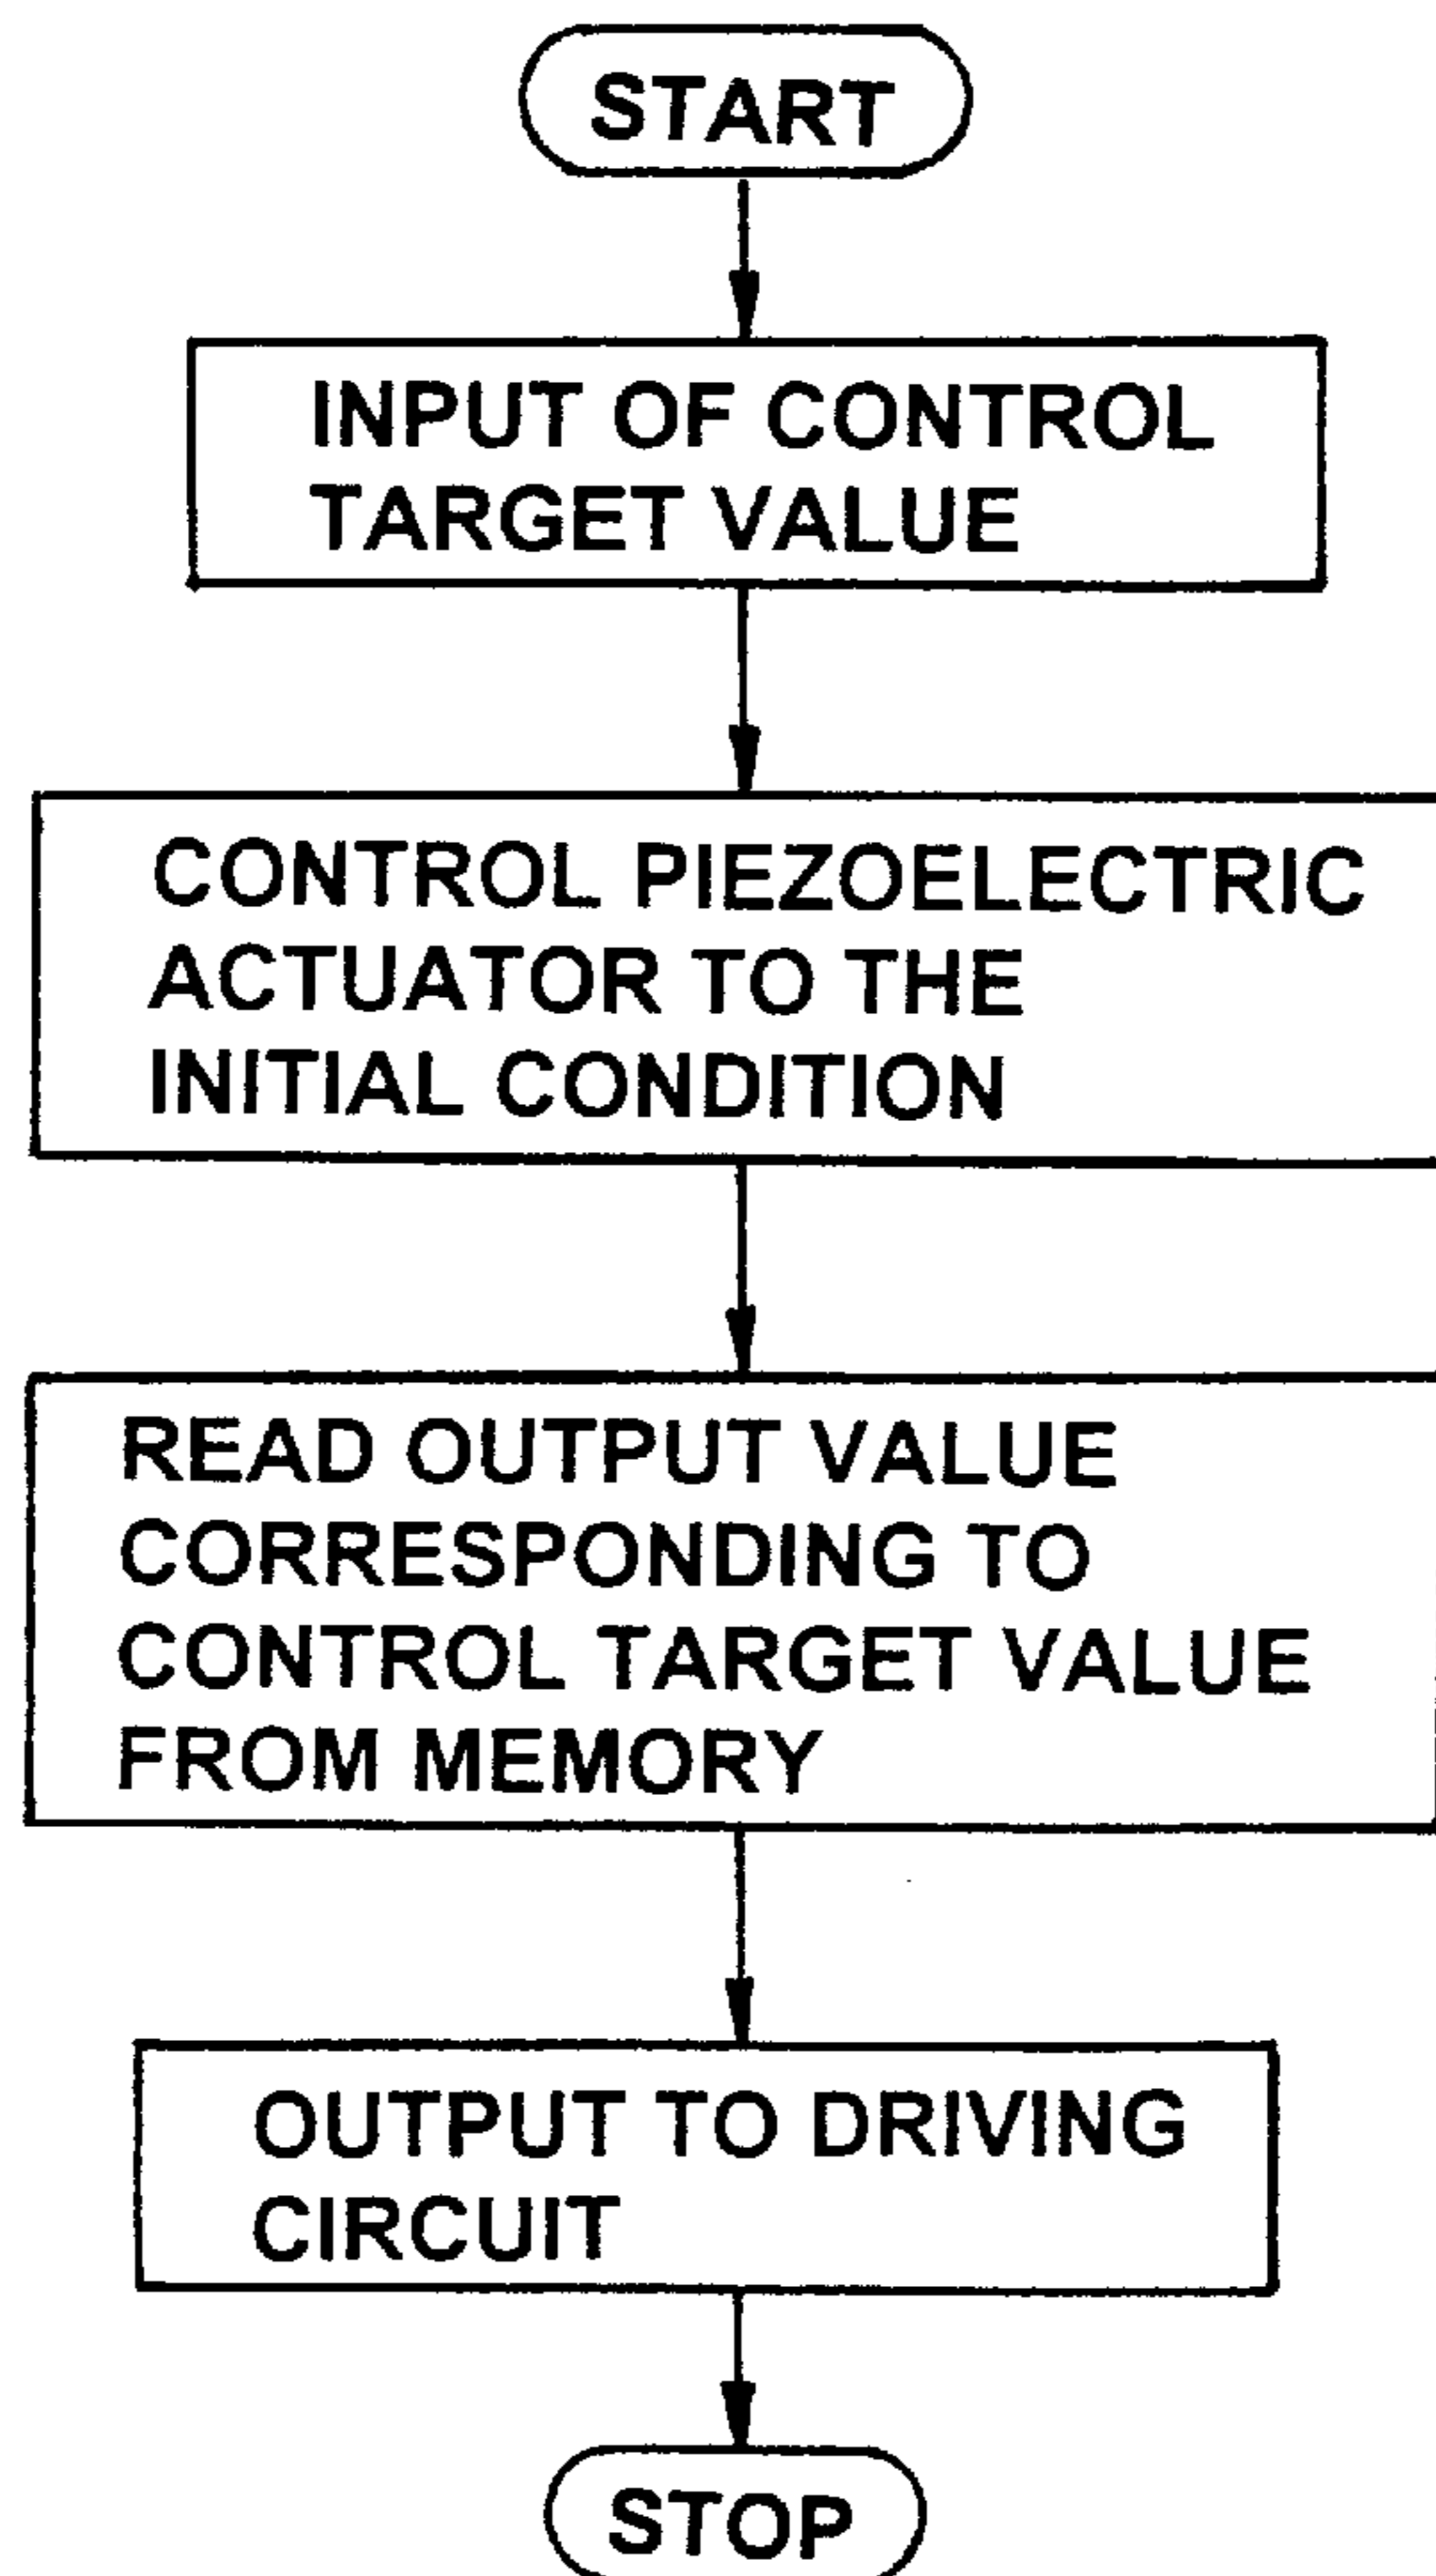 START
INPUT OF CONTROL
TARGET VALUE
CONTROL PIEZOELECTRIC
ACTUATOR TO THE
INITIAL CONDITION
READ OUTPUT VALUE
CORRESPONDING TO
CONTROL TARGET VALUE
FROM MEMORY
OUTPUT TO DRIVING
CIRCUIT
STOP